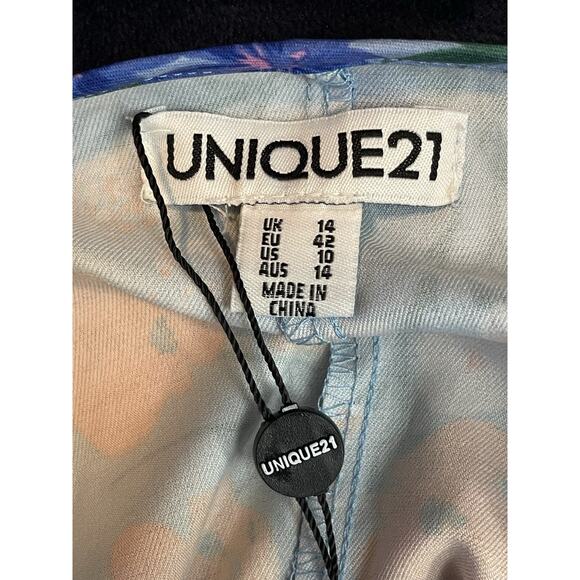 UNIQUE21
UK 14
EU 42
US 10
AUS 14
MADE IN
CHINA
UNIQUE21